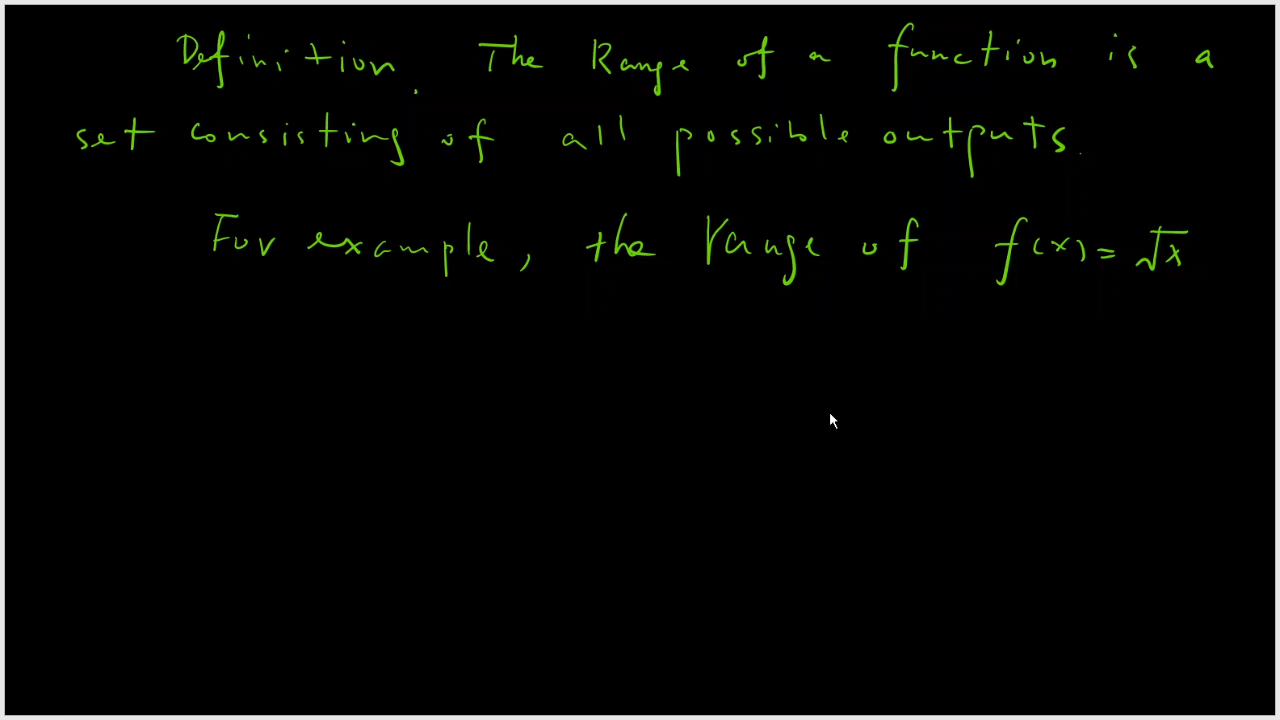 Definition. The Range of a function is a
set consisting of all possible outputs.
For example, the range of f(x) = √x